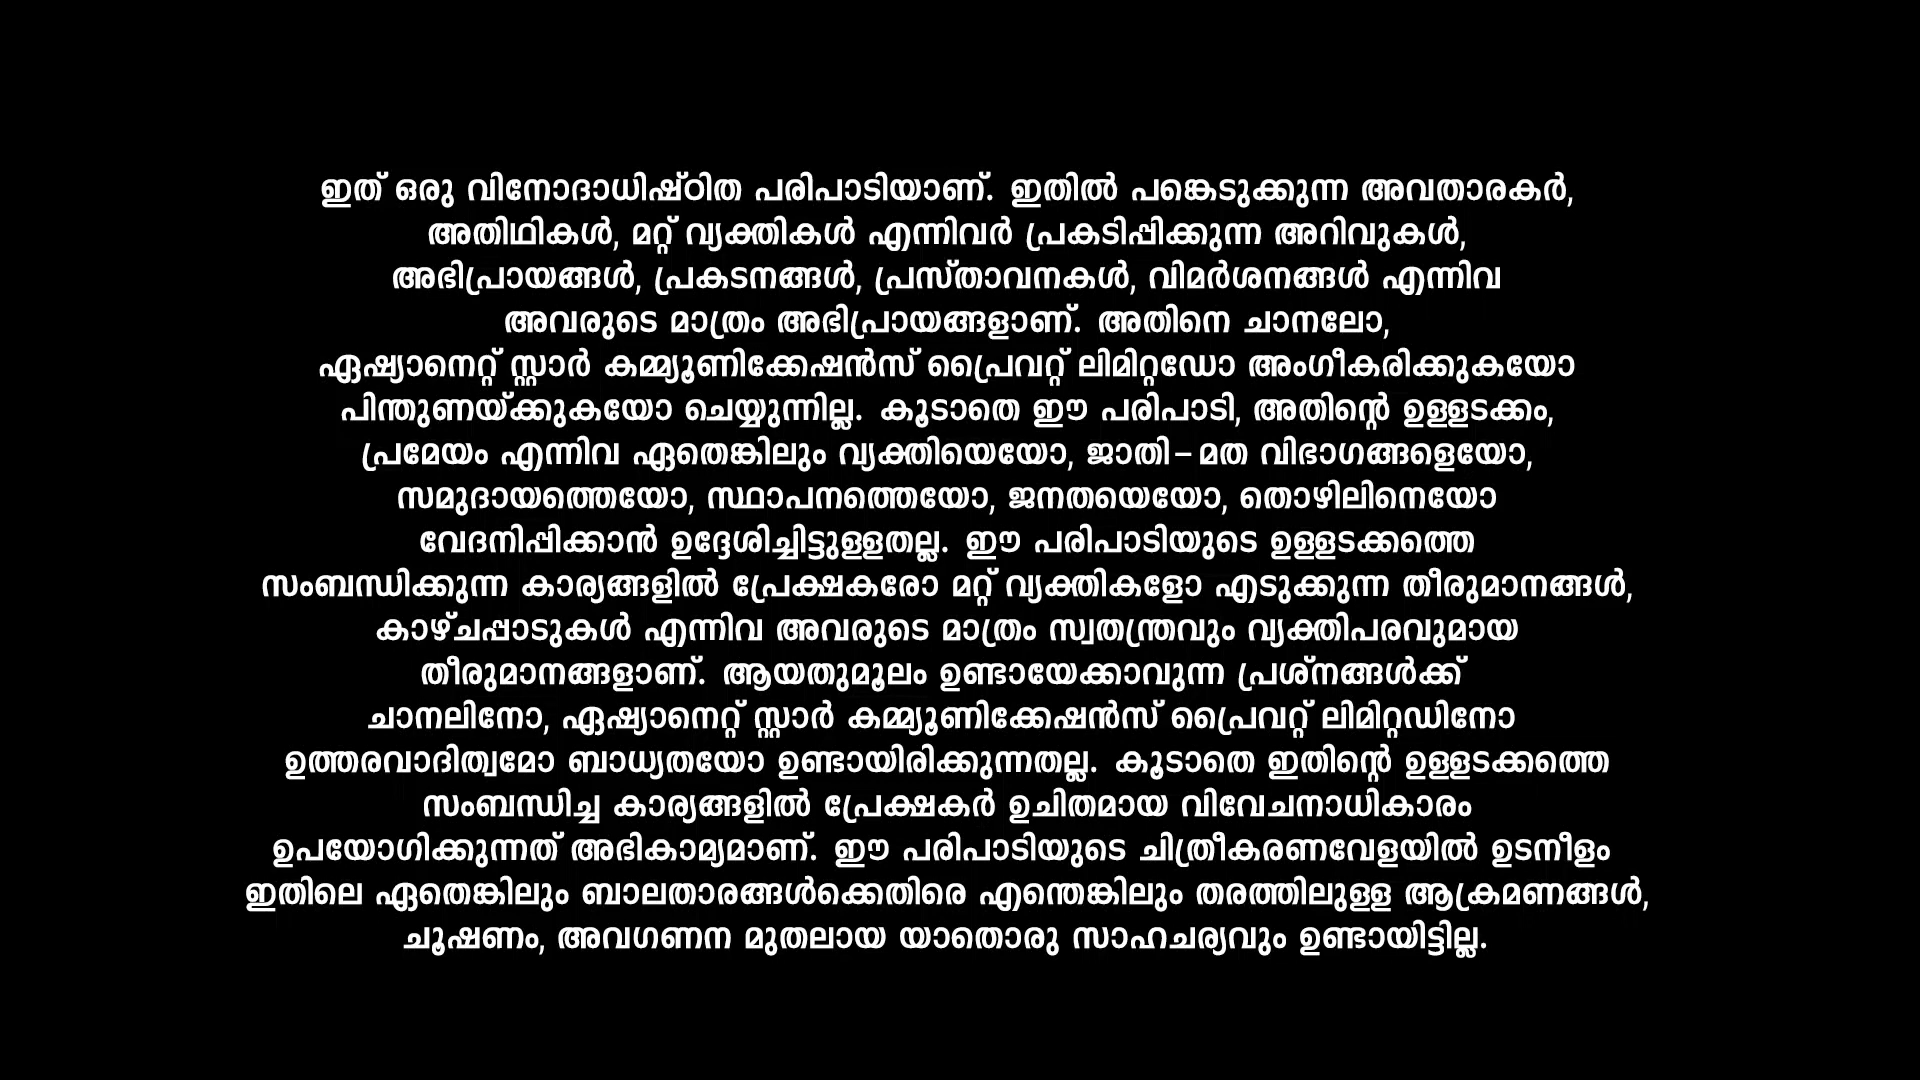 ഇത് ഒരു വിനോദാധിഷ്ഠിത പരിപാടിയാണ്. ഇതിൽ പങ്കെടുക്കുന്ന അവതാരകർ,
അതിഥികൾ, മറ്റ് വ്യക്തികൾ എന്നിവർ പ്രകടിപ്പിക്കുന്ന അറിവുകൾ,
അഭിപ്രായങ്ങൾ, പ്രകടനങ്ങൾ, പ്രസ്താവനകൾ, വിമർശനങ്ങൾ എന്നിവ
അവരുടെ മാത്രം അഭിപ്രായങ്ങളാണ്. അതിനെ ചാനലോ,
ഏഷ്യാനെറ്റ് സ്റ്റാർ കമ്മ്യൂണിക്കേഷൻസ് പ്രൈവറ്റ് ലിമിറ്റഡോ അംഗീകരിക്കുകയോ
പിന്തുണയ്ക്കുകയോ ചെയ്യുന്നില്ല. കൂടാതെ ഈ പരിപാടി, അതിന്റെ ഉള്ളടക്കം,
പ്രമേയം എന്നിവ ഏതെങ്കിലും വ്യക്തിയെയോ, ജാതി – മത വിഭാഗങ്ങളെയോ,
സമുദായത്തെയോ, സ്ഥാപനത്തെയോ, ജനതയെയോ, തൊഴിലിനെയോ
വേദനിപ്പിക്കാൻ ഉദ്ദേശിച്ചിട്ടുള്ളതല്ല. ഈ പരിപാടിയുടെ ഉള്ളടക്കത്തെ
സംബന്ധിക്കുന്ന കാര്യങ്ങളിൽ പ്രേക്ഷകരോ മറ്റ് വ്യക്തികളോ എടുക്കുന്ന തീരുമാനങ്ങൾ,
കാഴ്ചപ്പാടുകൾ എന്നിവ അവരുടെ മാത്രം സ്വതന്ത്രവും വ്യക്തിപരവുമായ
തീരുമാനങ്ങളാണ്. ആയതുമൂലം ഉണ്ടായേക്കാവുന്ന പ്രശ്നങ്ങൾക്ക്
ചാനലിനോ, ഏഷ്യാനെറ്റ് സ്റ്റാർ കമ്മ്യൂണിക്കേഷൻസ് പ്രൈവറ്റ് ലിമിറ്റഡിനോ
ഉത്തരവാദിത്വമോ ബാധ്യതയോ ഉണ്ടായിരിക്കുന്നതല്ല. കൂടാതെ ഇതിന്റെ ഉള്ളടക്കത്തെ
സംബന്ധിച്ച കാര്യങ്ങളിൽ പ്രേക്ഷകർ ഉചിതമായ വിവേചനാധികാരം
ഉപയോഗിക്കുന്നത് അഭികാമ്യമാണ്. ഈ പരിപാടിയുടെ ചിത്രീകരണവേളയിൽ ഉടനീളം
ഇതിലെ ഏതെങ്കിലും ബാലതാരങ്ങൾക്കെതിരെ എന്തെങ്കിലും തരത്തിലുള്ള ആക്രമണങ്ങൾ,
ചൂഷണം, അവഗണന മുതലായ യാതൊരു സാഹചര്യവും ഉണ്ടായിട്ടില്ല.